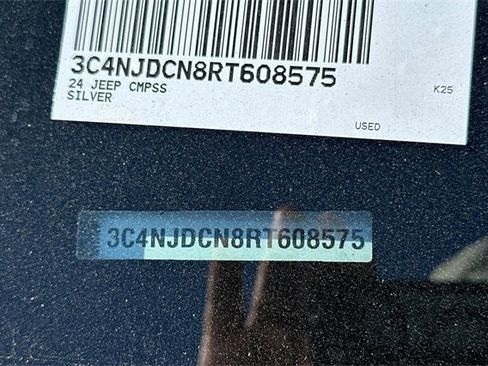 3C4NJDCN8RT608575
24 JEEP CMPSS
K25
SILVER
USED
3C4NJDCN8RT608575